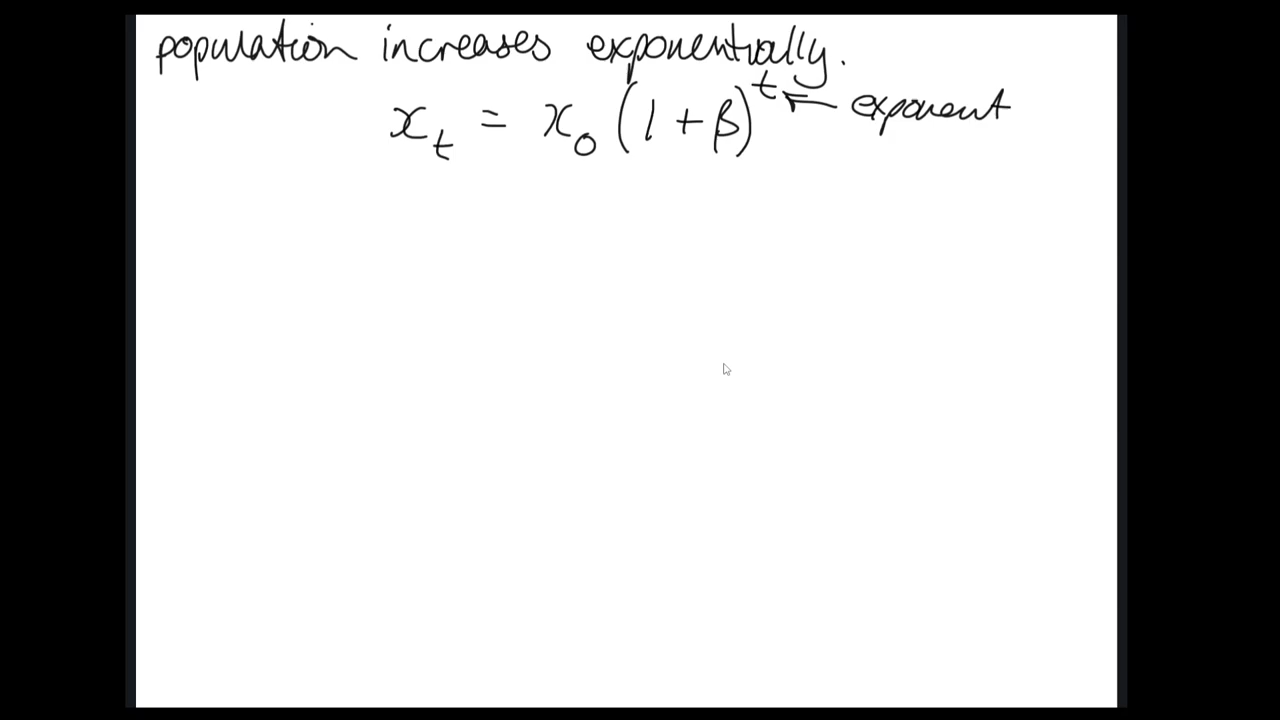 population increases exponentially.
x_t = x_0 (1 + β)^t ← exponent